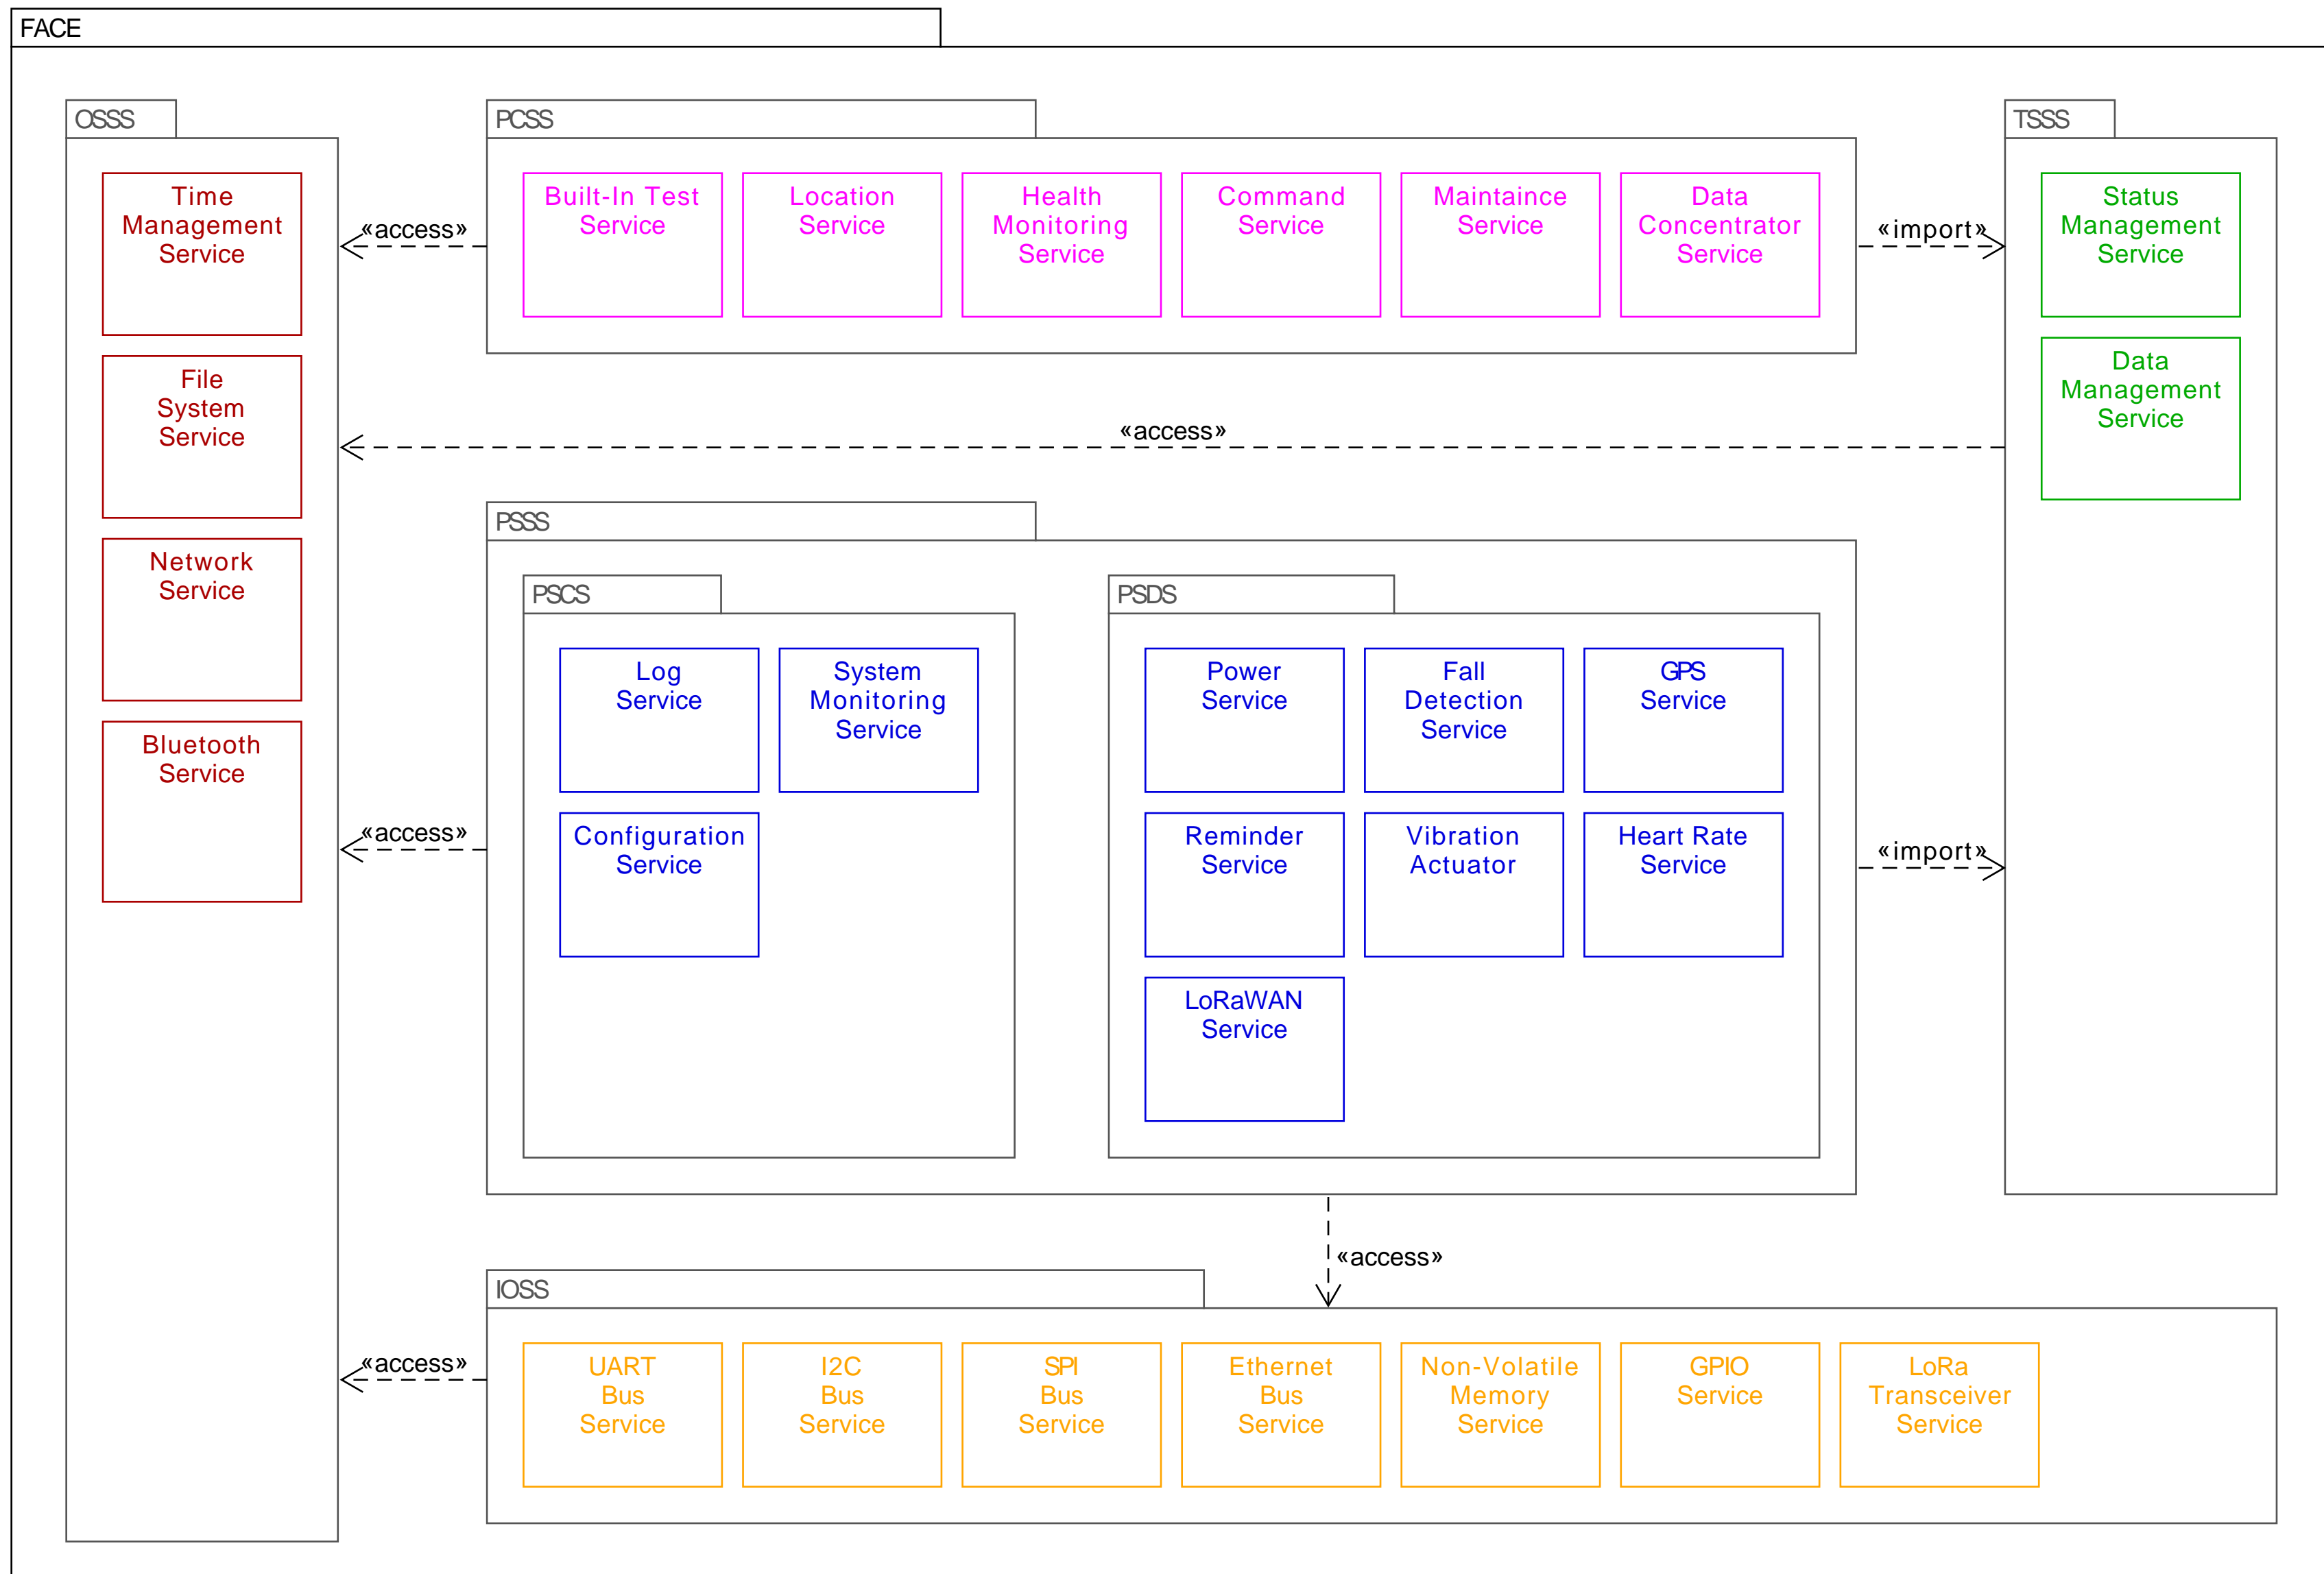 FACE
OSSS
Time
Management
Service
File
System
Service
Network
Service
Bluetooth
Service
«access»
PCSS
Built-In Test
Service
Location
Service
Health
Monitoring
Service
Command
Service
Maintaince
Service
Data
Concentrator
Service
«import»
TSSS
Status
Management
Service
Data
Management
Service
«access»
PSSS
PSCS
Log
Service
System
Monitoring
Service
Configuration
Service
PSDS
Power
Service
Fall
Detection
Service
GPS
Service
Reminder
Service
Vibration
Actuator
Heart Rate
Service
LoRaWAN
Service
«access»
«import»
«access»
IOSS
«access»
UART
Bus
Service
I2C
Bus
Service
SPI
Bus
Service
Ethernet
Bus
Service
Non-Volatile
Memory
Service
GPIO
Service
LoRa
Transceiver
Service